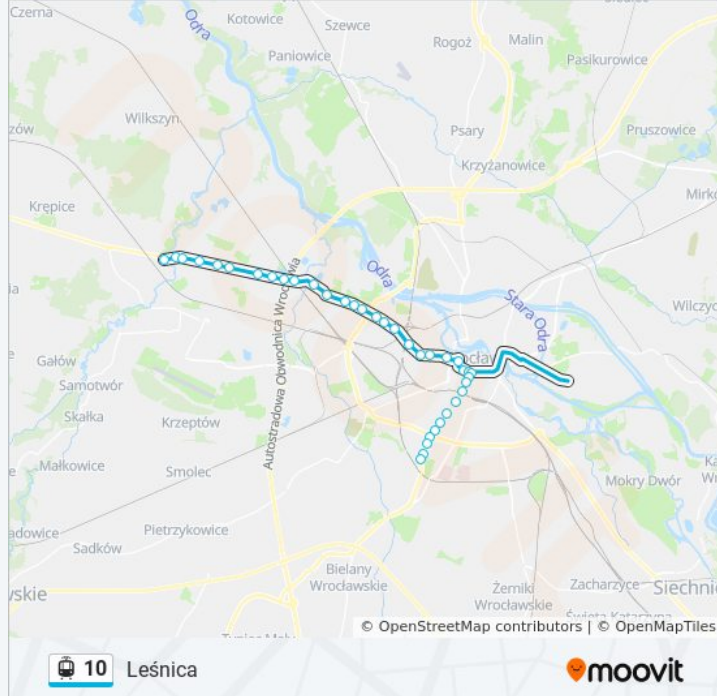 Czerna
Kotowice
Szewce
Odra
Rogoż
Malin
Paniowice
Pasikurowice
Wilkszyn
zów
Psary
Pruszowice
Krzyżanowice
Mirko
Krępice
ia
Odra
Stara Odra
Wilczyc
Autostradowa Obwodnica Wrocławia
Gałów
Samotwór
Skałka
Krzeptów
Małkowice
Smolec
Mokry Dwór
adowice
Pietrzykowice
Sadków
Bielany
Wrocławskie
Żerniki
Wrocławskie
Zacharzyce
Siechnic
wskie
© OpenStreetMap contributors | © OpenMapTiles
10 Leśnica
moovit